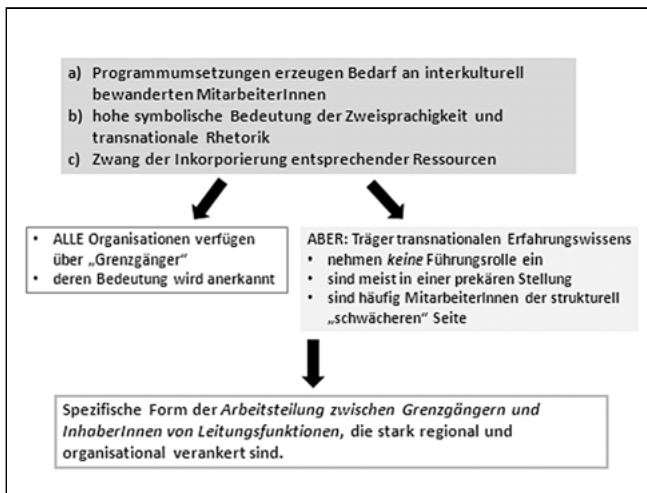 a) Programmumsetzungen erzeugen Bedarf an interkulturell
bewanderten MitarbeiterInnen
b) hohe symbolische Bedeutung der Zweisprachigkeit und
transnationale Rhetorik
c) Zwang der Inkorporierung entsprechender Ressourcen
• ALLE Organisationen verfügen
über „Grenzgänger"
• deren Bedeutung wird anerkannt
ABER: Träger transnationalen Erfahrungswissens
• nehmen keine Führungsrolle ein
• sind meist in einer prekären Stellung
• sind häufig MitarbeiterInnen der strukturell
„schwächeren" Seite
Spezifische Form der Arbeitsteilung zwischen Grenzgängern und
InhaberInnen von Leitungsfunktionen, die stark regional und
organisational verankert sind.